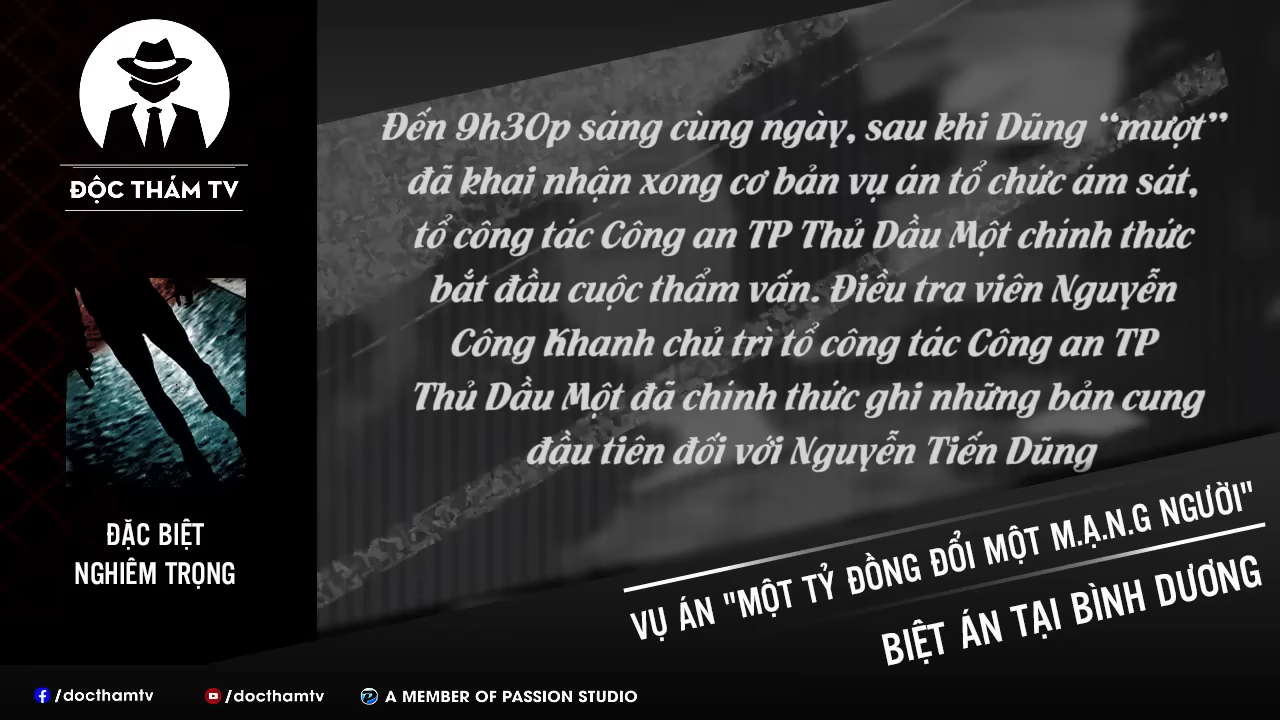 ĐỘC THÁM TV
ĐẶC BIỆT
NGHIÊM TRỌNG
Đến 9h30p sáng cùng ngày, sau khi Dũng “mượt”
đã khai nhận xong cơ bản vụ án tổ chức ám sát,
tổ công tác Công an TP Thủ Dầu Một chính thức
bắt đầu cuộc thẩm vấn. Điều tra viên Nguyễn
Công Khanh chủ trì tổ công tác Công an TP
Thủ Dầu Một đã chính thức ghi những bản cung
đầu tiên đối với Nguyễn Tiến Dũng
VỤ ÁN "MỘT TỶ ĐỒNG ĐỔI MỘT M.Ạ.N.G NGƯỜI"
BIỆT ÁN TẠI BÌNH DƯƠNG
/docthamtv
/docthamtv
A MEMBER OF PASSION STUDIO